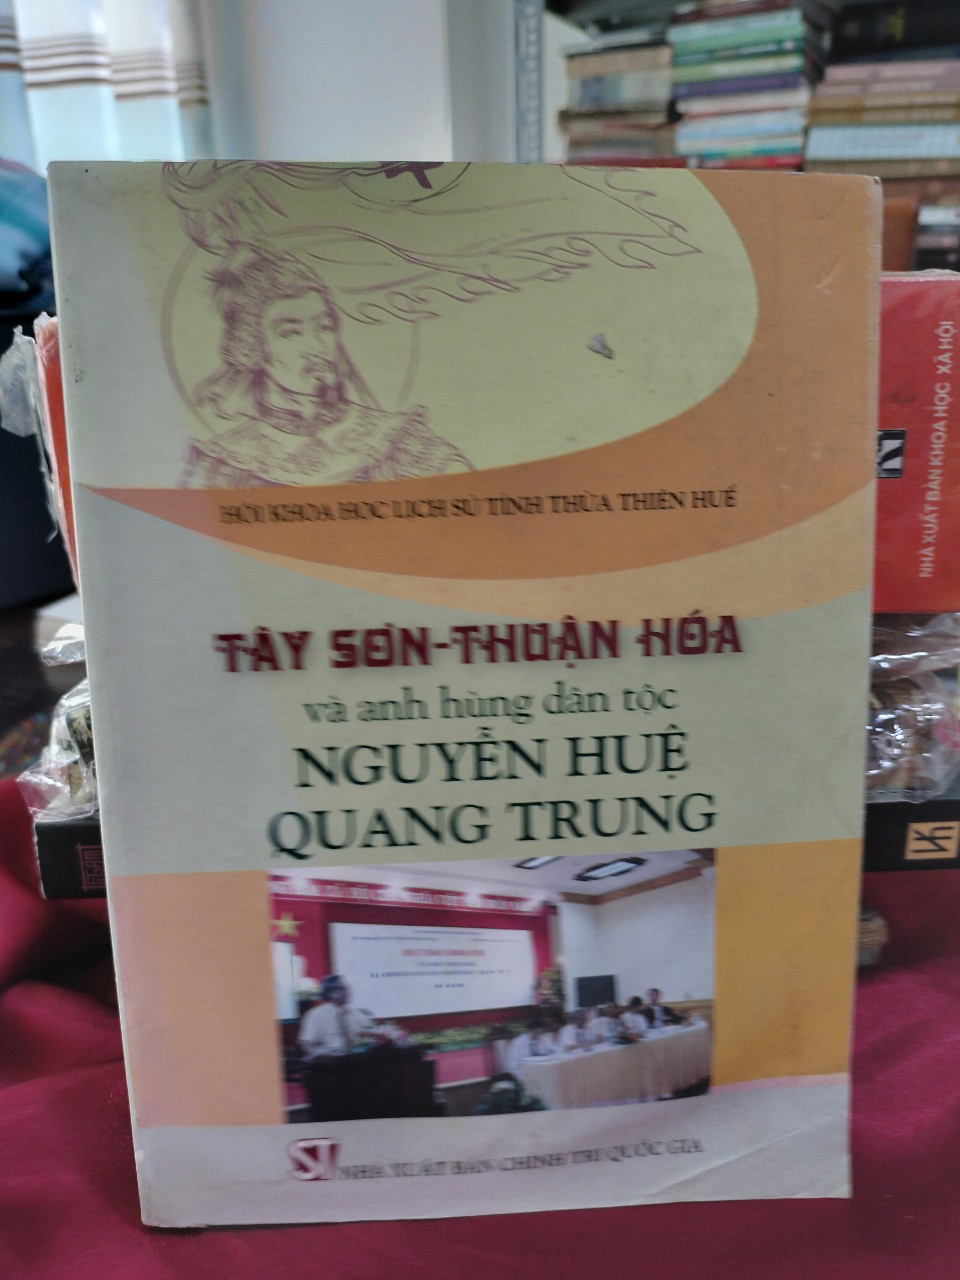 HỘI KHOA HỌC LỊCH SỬ TỈNH THỪA THIÊN HUẾ
TÂY SƠN-THUẬN HÓA
và anh hùng dân tộc
NGUYỄN HUỆ
QUANG TRUNG
ST NHÀ XUẤT BẢN CHÍNH TRỊ QUỐC GIA
NHÀ XUẤT BẢN KHOA HỌC XÃ HỘI